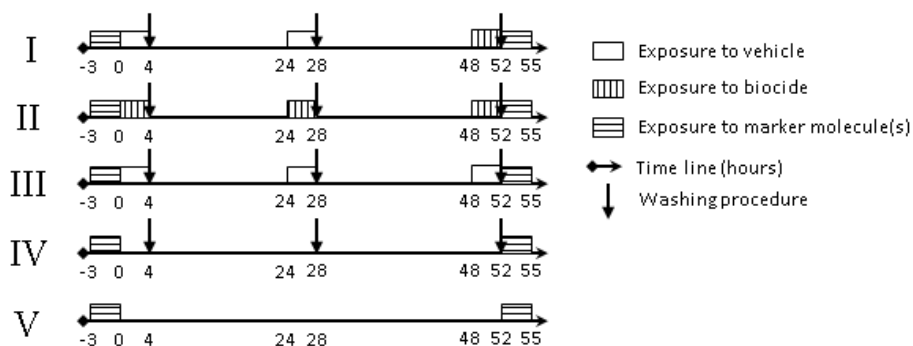 I
-3 0 4 24 28 48 52 55
II
-3 0 4 24 28 48 52 55
III
-3 0 4 24 28 48 52 55
IV
-3 0 4 24 28 48 52 55
V
-3 0 4 24 28 48 52 55
Exposure to vehicle
Exposure to biocide
Exposure to marker molecule(s)
Time line (hours)
Washing procedure